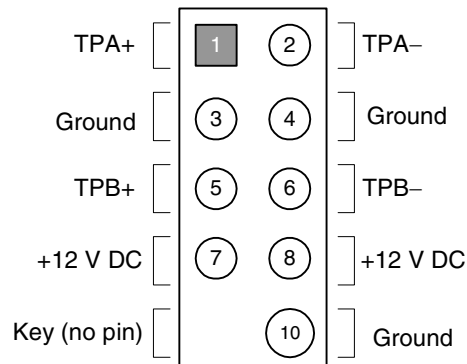 TPA+ 1 2 TPA–
Ground 3 4 Ground
TPB+ 5 6 TPB–
+12 V DC 7 8 +12 V DC
Key (no pin) 10 Ground